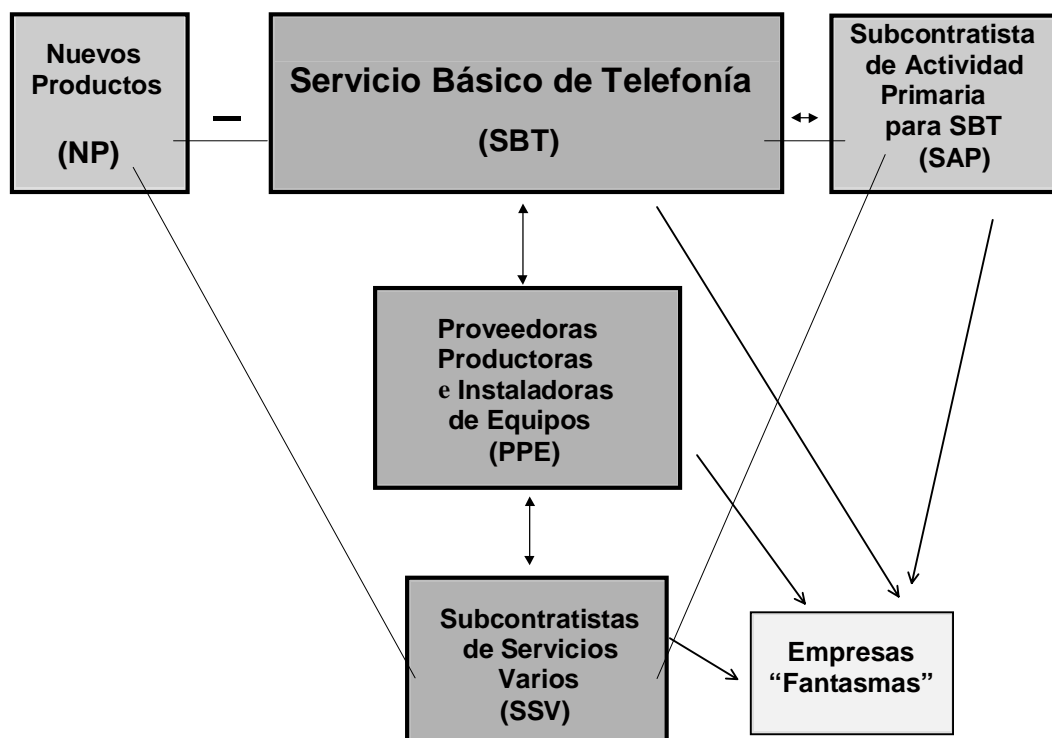 Nuevos
Productos
(NP)
Servicio Básico de Telefonía
(SBT)
Subcontratista
de Actividad
Primaria
para SBT
(SAP)
Proveedoras
Productoras
e Instaladoras
de Equipos
(PPE)
Subcontratistas
de Servicios
Varios
(SSV)
Empresas
“Fantasmas”